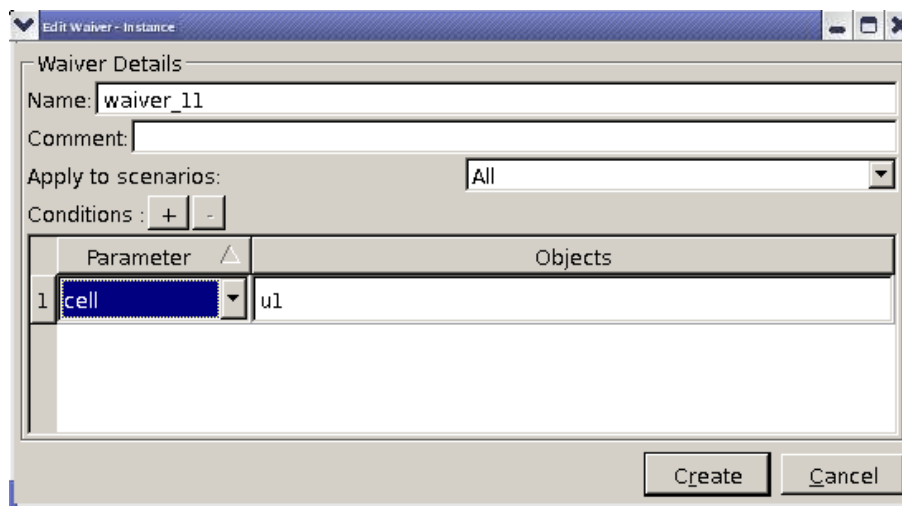 Edit Waiver - Instance
Waiver Details
Name: waiver_11
Comment:
Apply to scenarios: All
Conditions : + -
Parameter Objects
1 cell u1
Create Cancel